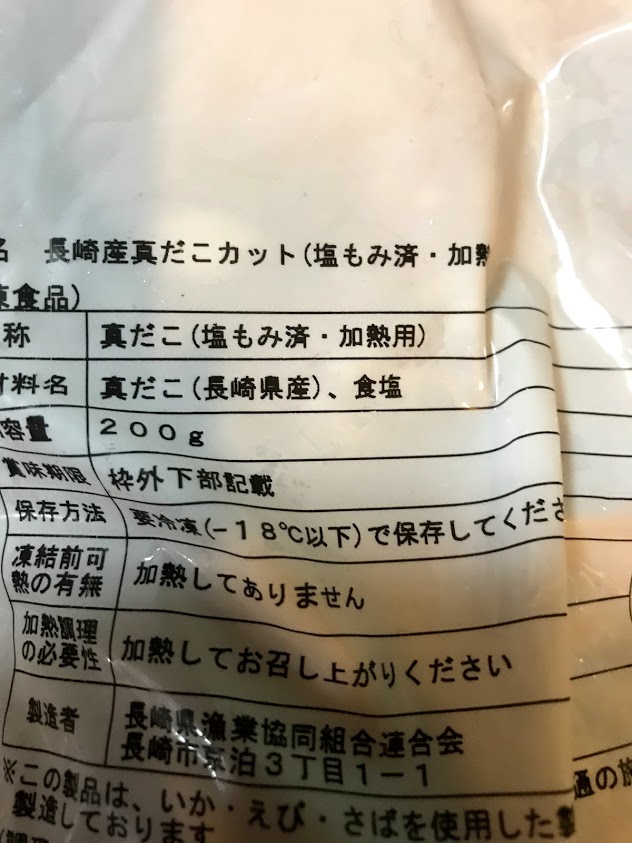 名 長崎産真だこカット(塩もみ済・加熱
凍食品)
称 真だこ(塩もみ済・加熱用)
材料名 真だこ(長崎県産)、食塩
容量 200g
賞味期限 枠外下部記載
保存方法 要冷凍(-18℃以下)で保存してくださ
凍結前可
熱の有無 加熱してありません
加熱調理
の必要性 加熱してお召し上がりください
製造者 長崎県漁業協同組合連合会
長崎市京泊3丁目1-1
※この製品は、いか・えび・さばを使用した製
造の施
製造しております